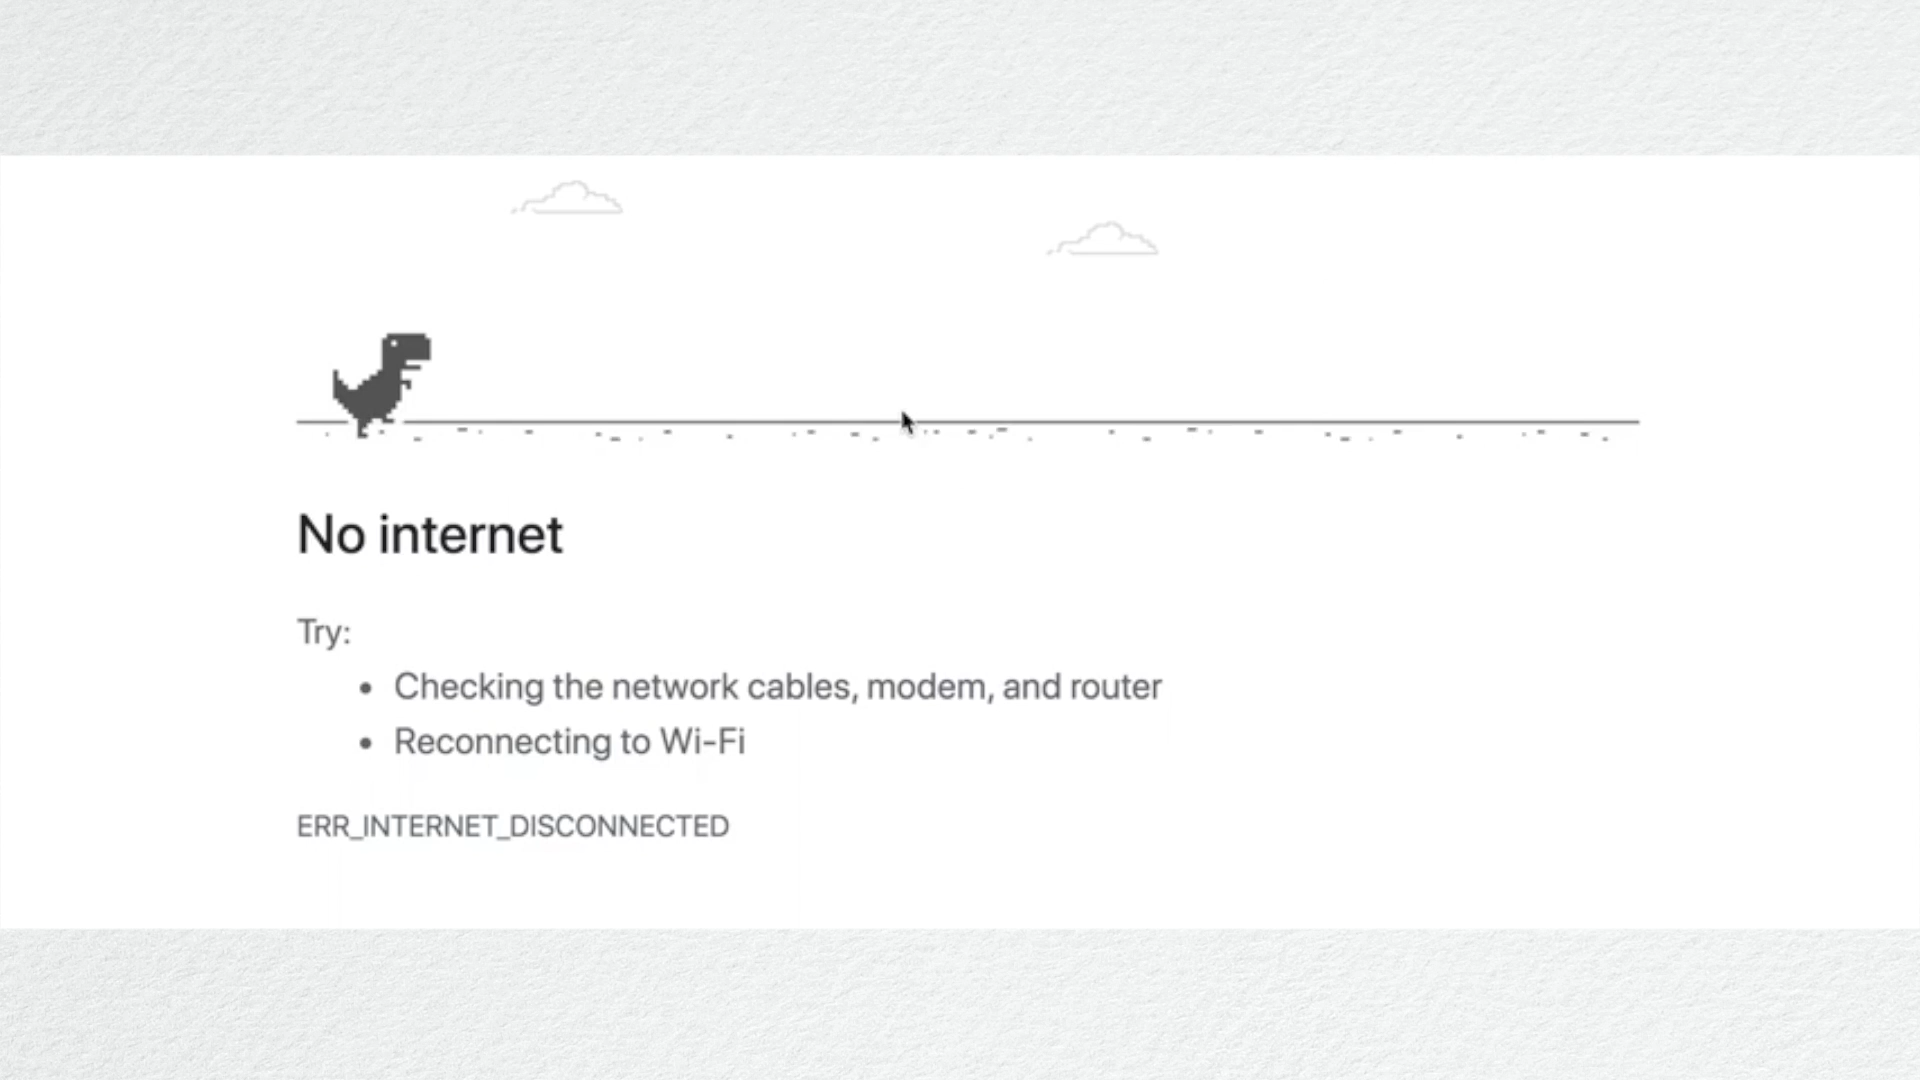 No internet
Try:
• Checking the network cables, modem, and router
• Reconnecting to Wi-Fi
ERR_INTERNET_DISCONNECTED